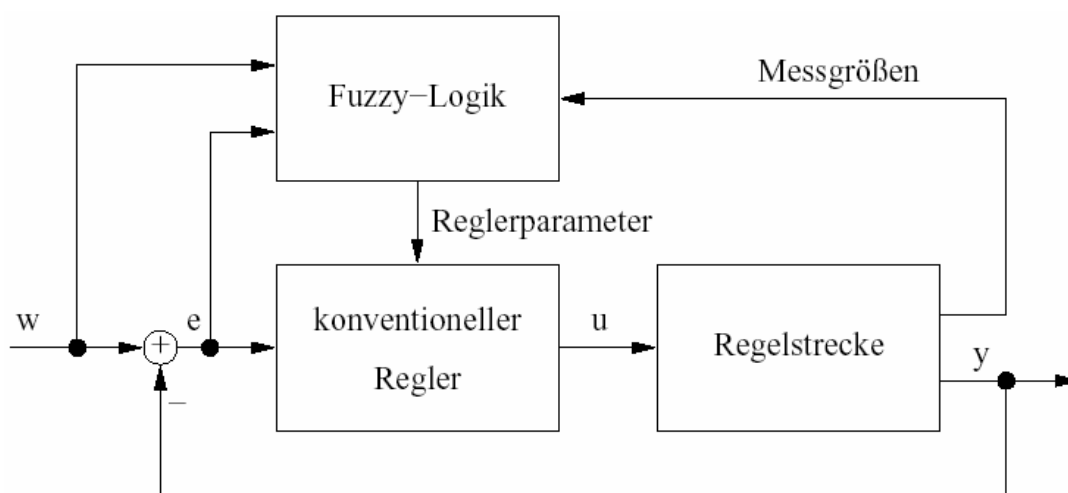 Messgrößen
Fuzzy−Logik
Reglerparameter
w
e
konventioneller
Regler
u
Regelstrecke
y
+
−